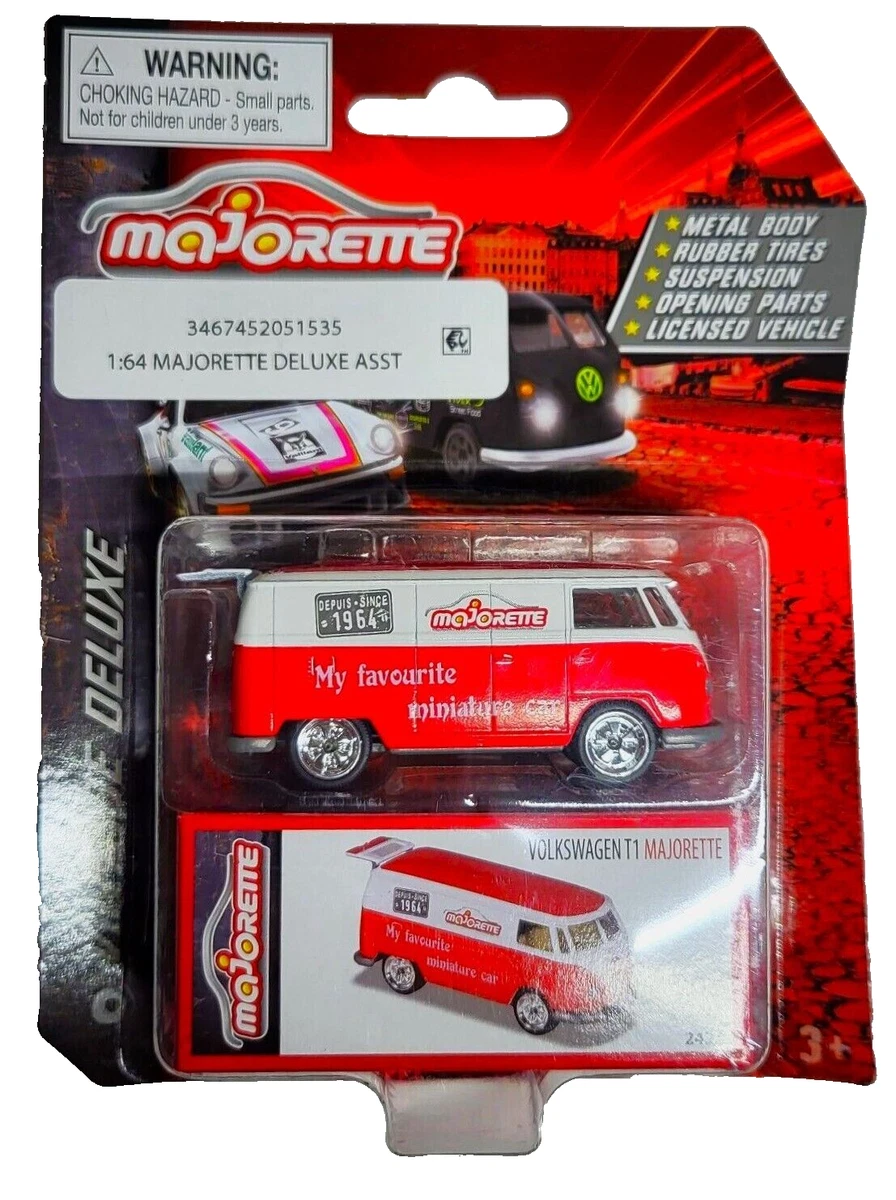 WARNING:
CHOKING HAZARD - Small parts.
Not for children under 3 years.
majorette
METAL BODY
RUBBER TIRES
SUSPENSION
OPENING PARTS
LICENSED VEHICLE
3467452051535
1:64 MAJORETTE DELUXE ASST
Vaillant
Vaillant
DELUXE
DEPUIS • SINCE
1964
majorette
My favourite
miniature car
majorette
VOLKSWAGEN T1 MAJORETTE
DEPUIS • SINCE
1964
majorette
My favourite
miniature car
3+